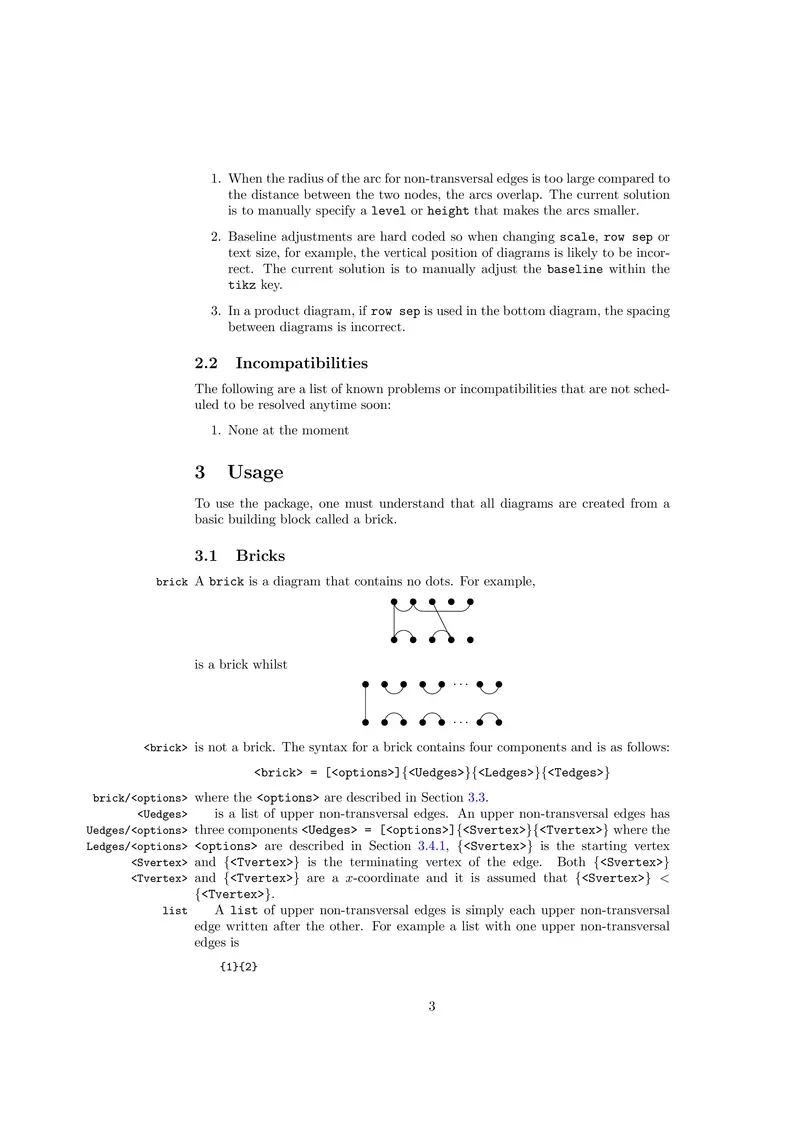 1. When the radius of the arc for non-transversal edges is too large compared to
the distance between the two nodes, the arcs overlap. The current solution
is to manually specify a level or height that makes the arcs smaller.
2. Baseline adjustments are hard coded so when changing scale, row sep or
text size, for example, the vertical position of diagrams is likely to be incor-
rect. The current solution is to manually adjust the baseline within the
tikz key.
3. In a product diagram, if row sep is used in the bottom diagram, the spacing
between diagrams is incorrect.
2.2 Incompatibilities
The following are a list of known problems or incompatibilities that are not sched-
uled to be resolved anytime soon:
1. None at the moment
3 Usage
To use the package, one must understand that all diagrams are created from a
basic building block called a brick.
3.1 Bricks
brick A brick is a diagram that contains no dots. For example,
is a brick whilst
···
···
<brick> is not a brick. The syntax for a brick contains four components and is as follows:
<brick> = [<options>]{<Uedges>}{<Ledges>}{<Tedges>}
brick/<options> where the <options> are described in Section 3.3.
<Uedges> is a list of upper non-transversal edges. An upper non-transversal edges has
Uedges/<options> three components <Uedges> = [<options>]{<Svertex>}{<Tvertex>} where the
Ledges/<options> <options> are described in Section 3.4.1, {<Svertex>} is the starting vertex
<Svertex> and {<Tvertex>} is the terminating vertex of the edge. Both {<Svertex>}
<Tvertex> and {<Tvertex>} are a x-coordinate and it is assumed that {<Svertex>} <
{<Tvertex>}.
list A list of upper non-transversal edges is simply each upper non-transversal
edge written after the other. For example a list with one upper non-transversal
edges is
{1}{2}
3